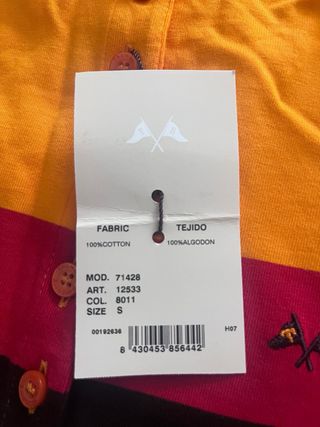 FABRIC TEJIDO
100%COTTON 100%ALGODON
MOD. 71428
ART. 12533
COL. 8011
SIZE S
00192636 H07
8 430453 856442